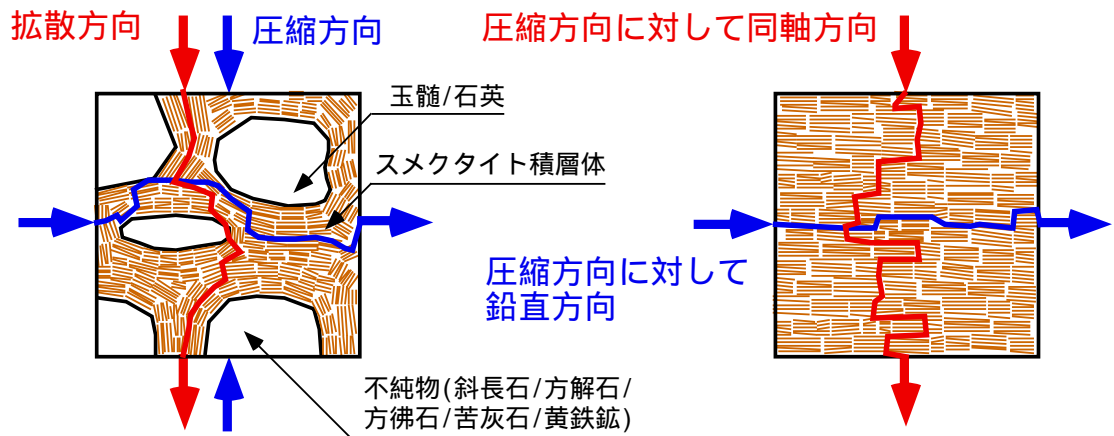 拡散方向
圧縮方向
圧縮方向に対して同軸方向
玉髄/石英
スメクタイト積層体
圧縮方向に対して
鉛直方向
不純物(斜長石/方解石/
方彿石/苦灰石/黄鉄鉱)